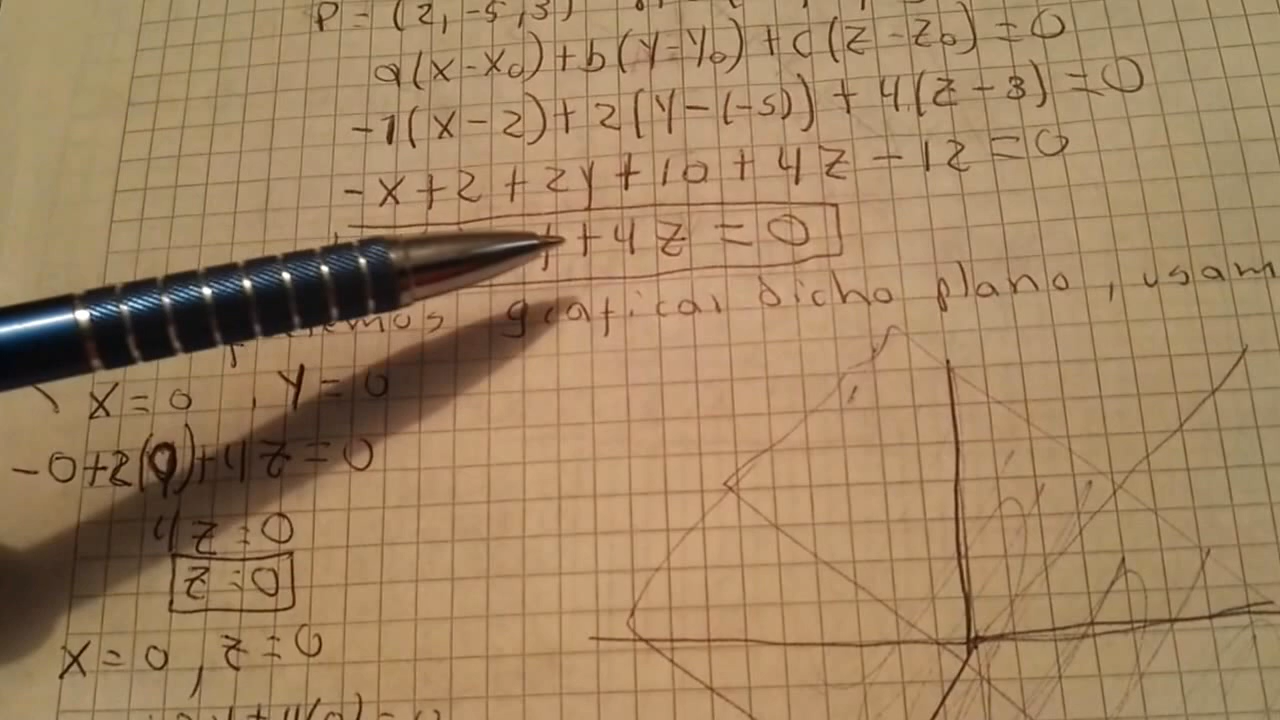 P = (2, -5, 3)
a(x-x₀)+b(y-y₀)+c(z-z₀)=0
-1(x-2)+2(y-(-5))+4(z-3)=0
-x+2+2y+10+4z-12=0
+4z=0
graficar dicho plano, usam
x=0, y=0
-0+2(0)+4z=0
4z=0
z=0
x=0, z=0